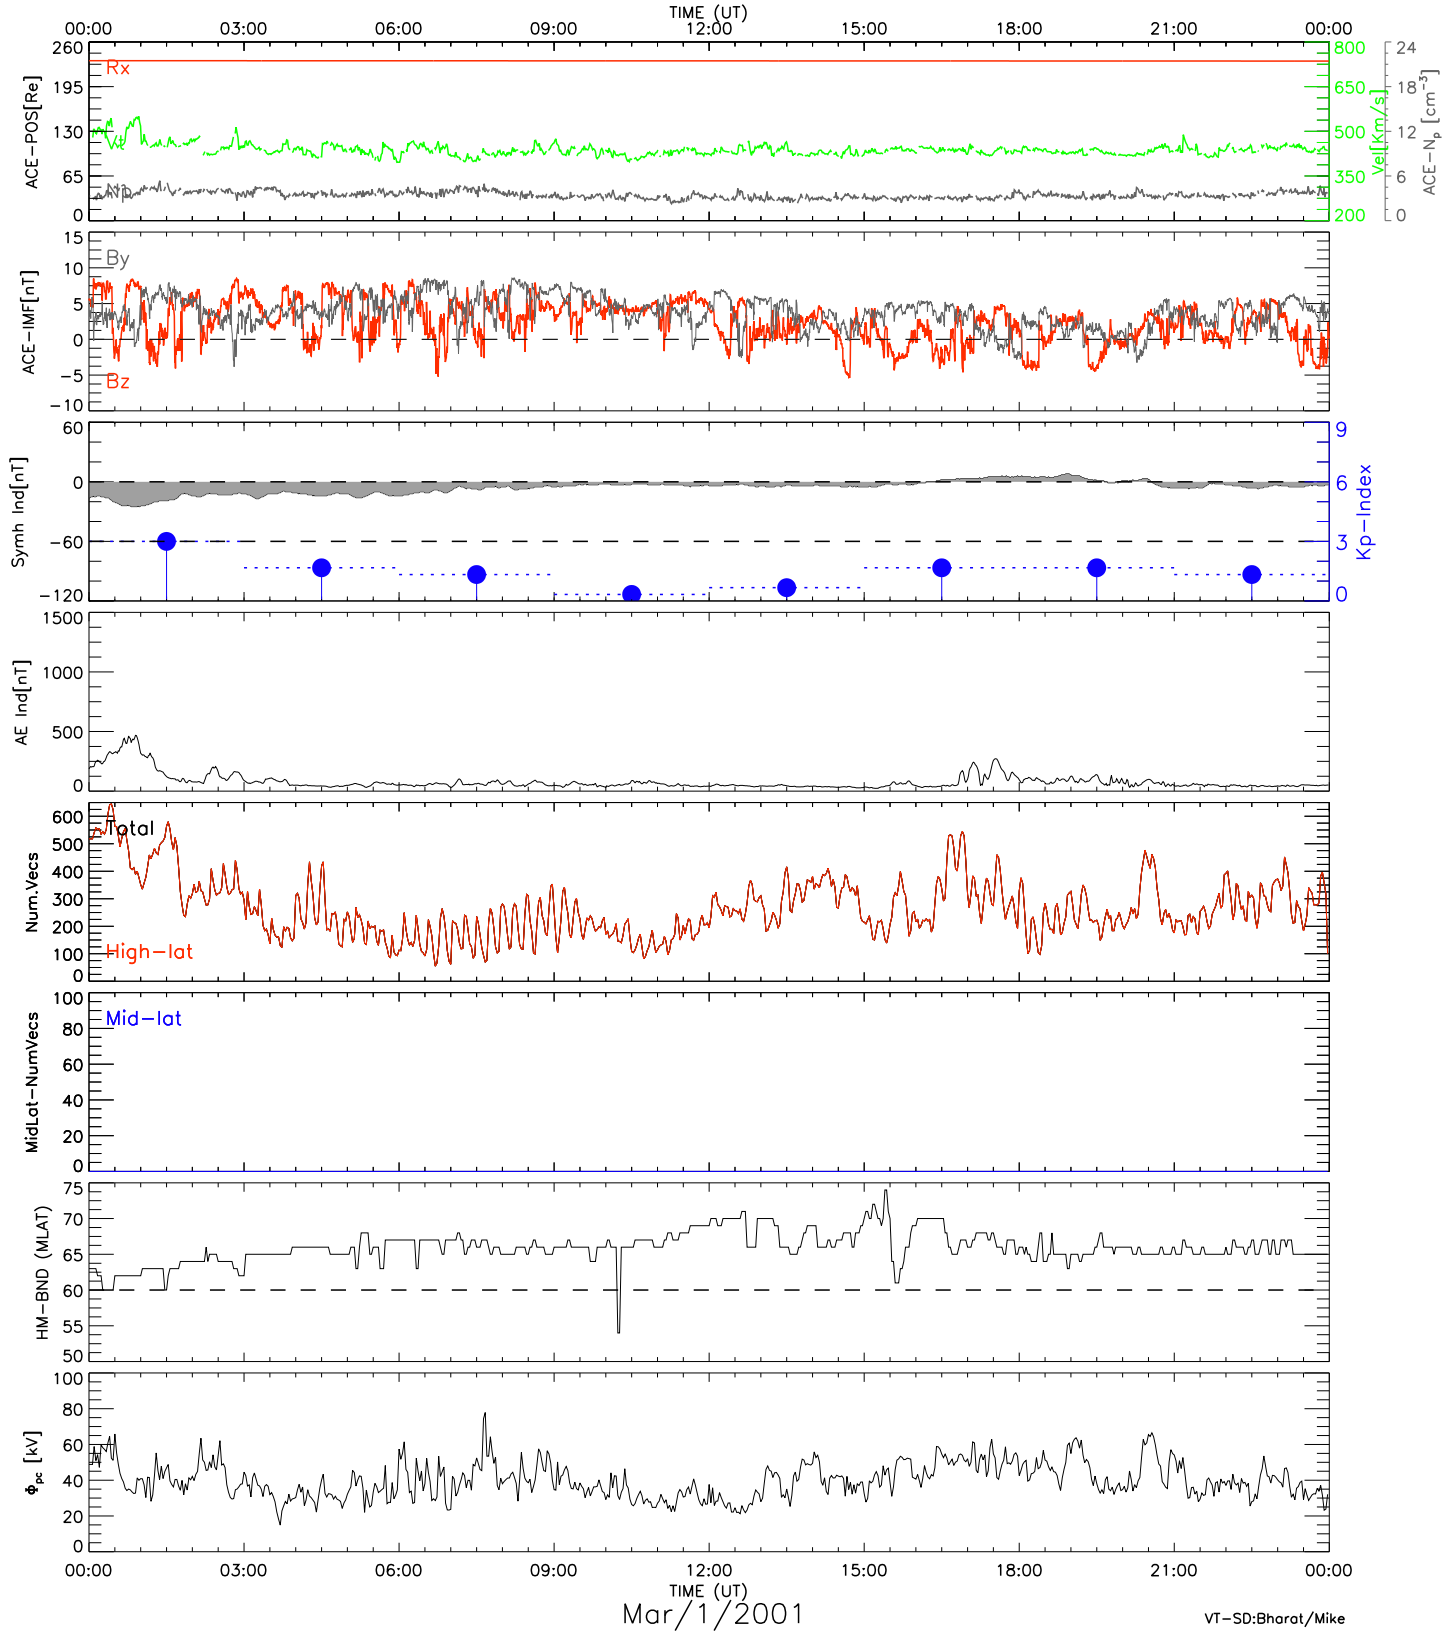 TIME (UT)
00:00 03:00 06:00 09:00 12:00 15:00 18:00 21:00 00:00
ACE-POS[Re]
260
195
130
65
0
Rx
Np
800
650
500
350
200
Vel[Km/s]
24
18
12
6
0
ACE-Np [cm-3]
ACE-IMF[nT]
15
10
5
0
-5
-10
By
Bz
Symh Ind[nT]
60
0
-60
-120
9
6
3
0
Kp-Index
AE Ind[nT]
1500
1000
500
0
Num.Vecs
600
500
400
300
200
100
0
Total
High-lat
MidLat-NumVecs
100
80
60
40
20
0
Mid-lat
HM-BND (MLAT)
75
70
65
60
55
50
Φpc [kV]
100
80
60
40
20
0
00:00 03:00 06:00 09:00 12:00 15:00 18:00 21:00 00:00
TIME (UT)
Mar/1/2001
VT-SD:Bharat/Mike